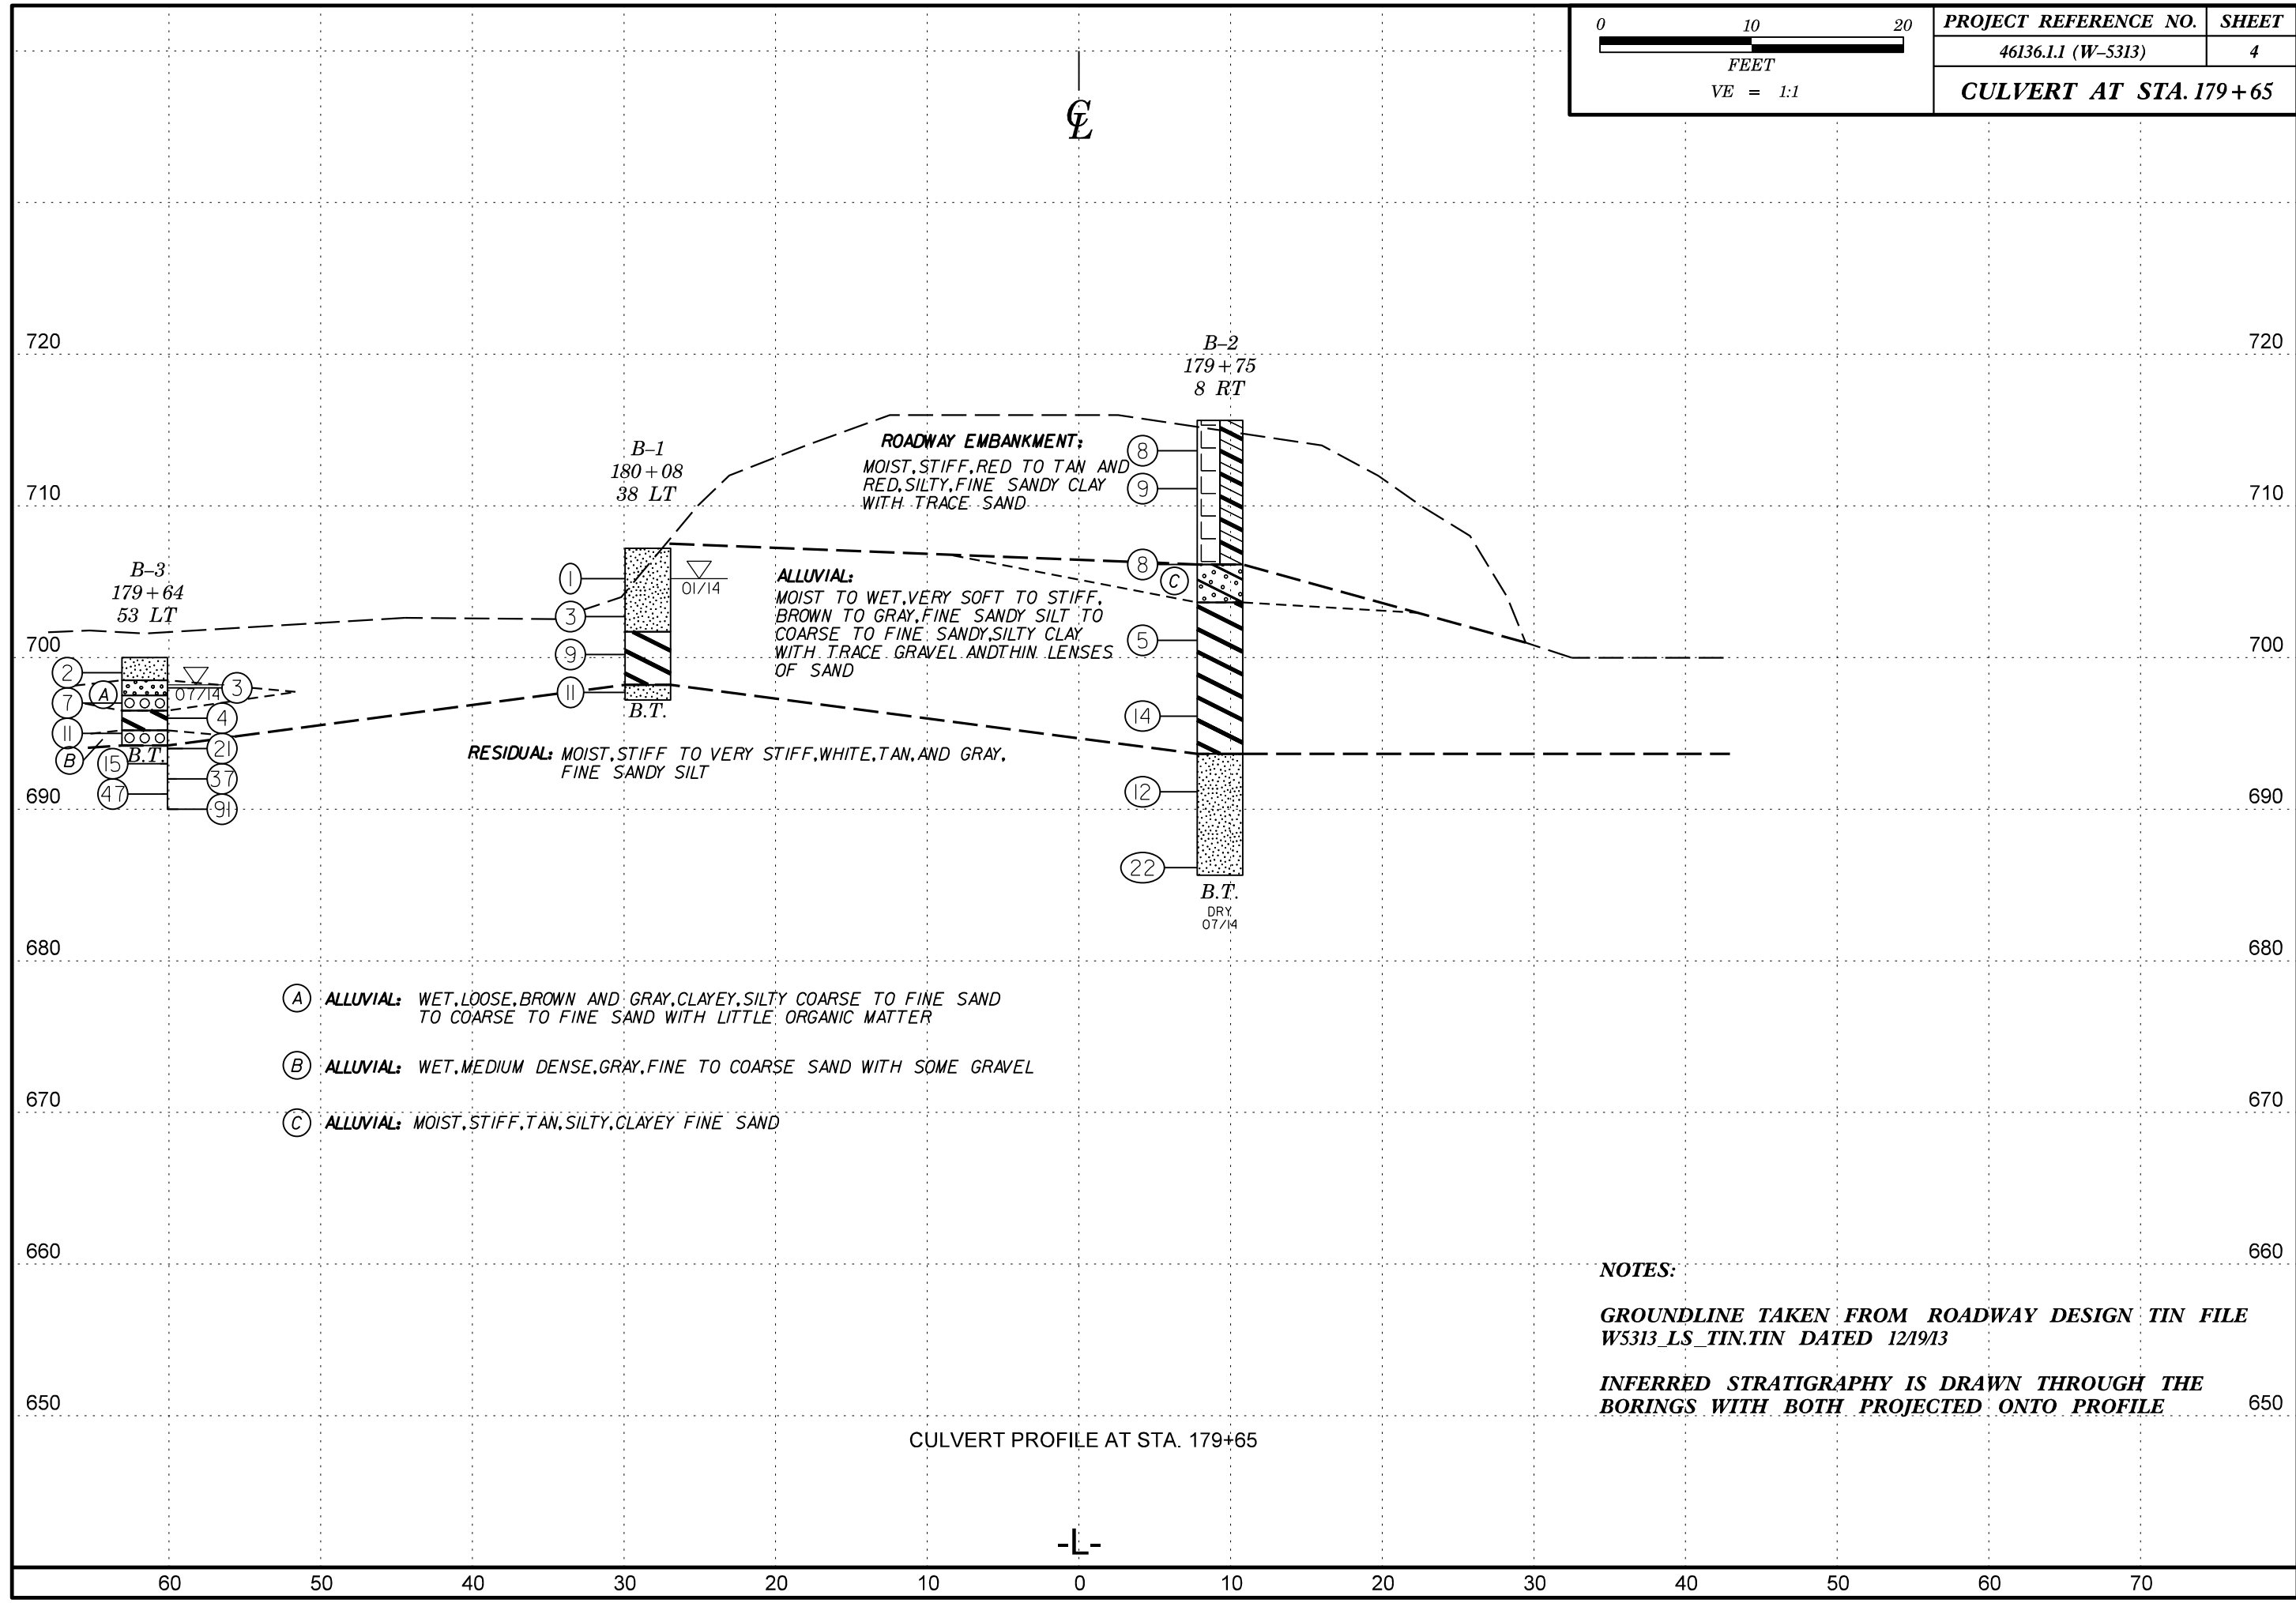 0 10 20
FEET
VE = 1:1
PROJECT REFERENCE NO. SHEET
46136.1.1 (W–5313) 4
CULVERT AT STA. 179+65
CL
720 720
710 710
700 700
690 690
680 680
670 670
660 660
650 650
B–3
179+64
53 LT
2
A
7
11
B
15
47
07/14
3
4
21
37
91
B.T.
B–1
180+08
38 LT
1
3
9
11
01/14
B.T.
B–2
179+75
8 RT
8
9
8
C
5
14
12
22
B.T.
DRY
07/14
ROADWAY EMBANKMENT:
MOIST,STIFF,RED TO TAN AND
RED,SILTY,FINE SANDY CLAY
WITH TRACE SAND
ALLUVIAL:
MOIST TO WET,VERY SOFT TO STIFF,
BROWN TO GRAY,FINE SANDY SILT TO
COARSE TO FINE SANDY,SILTY CLAY
WITH TRACE GRAVEL ANDTHIN LENSES
OF SAND
RESIDUAL: MOIST,STIFF TO VERY STIFF,WHITE,TAN,AND GRAY,
FINE SANDY SILT
A ALLUVIAL: WET,LOOSE,BROWN AND GRAY,CLAYEY,SILTY COARSE TO FINE SAND
TO COARSE TO FINE SAND WITH LITTLE ORGANIC MATTER
B ALLUVIAL: WET,MEDIUM DENSE,GRAY,FINE TO COARSE SAND WITH SOME GRAVEL
C ALLUVIAL: MOIST,STIFF,TAN,SILTY,CLAYEY FINE SAND
NOTES:
GROUNDLINE TAKEN FROM ROADWAY DESIGN TIN FILE
W5313_LS_TIN.TIN DATED 12/19/13
INFERRED STRATIGRAPHY IS DRAWN THROUGH THE
BORINGS WITH BOTH PROJECTED ONTO PROFILE
CULVERT PROFILE AT STA. 179+65
-L-
60 50 40 30 20 10 0 10 20 30 40 50 60 70